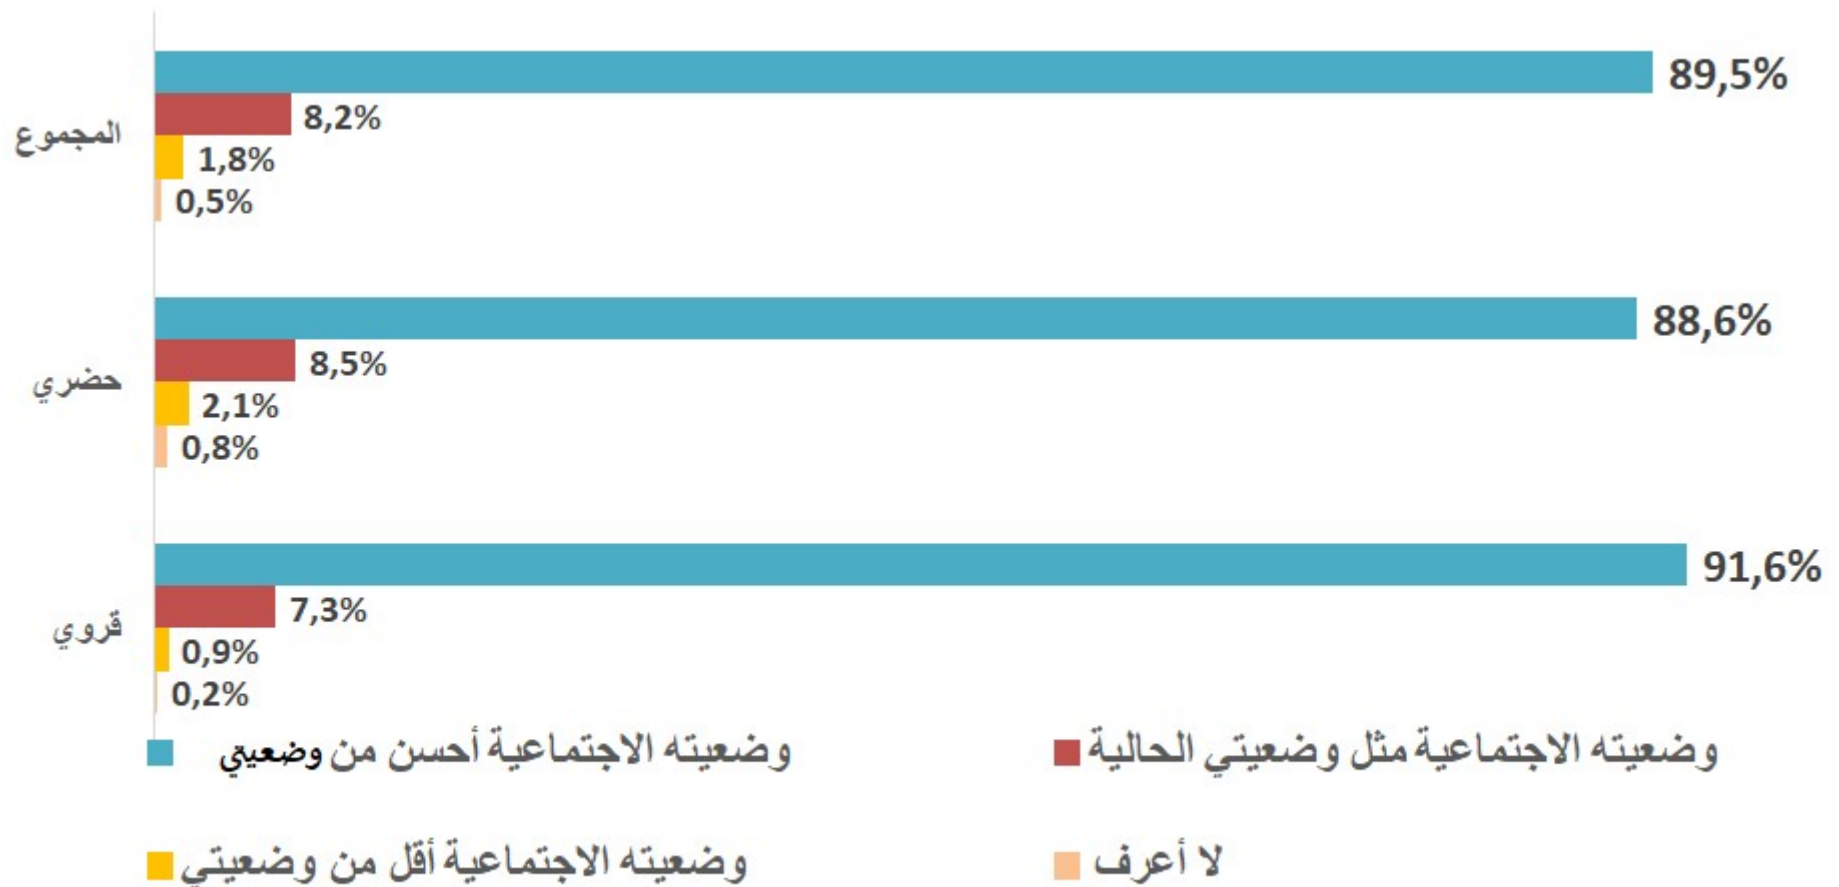 89,5%
المجموع
8,2%
1,8%
0,5%
88,6%
حضري
8,5%
2,1%
0,8%
91,6%
قروي
7,3%
0,9%
0,2%
وضعيته الاجتماعية أحسن من وضعيتي
وضعيته الاجتماعية مثل وضعيتي الحالية
وضعيته الاجتماعية أقل من وضعيتي
لا أعرف